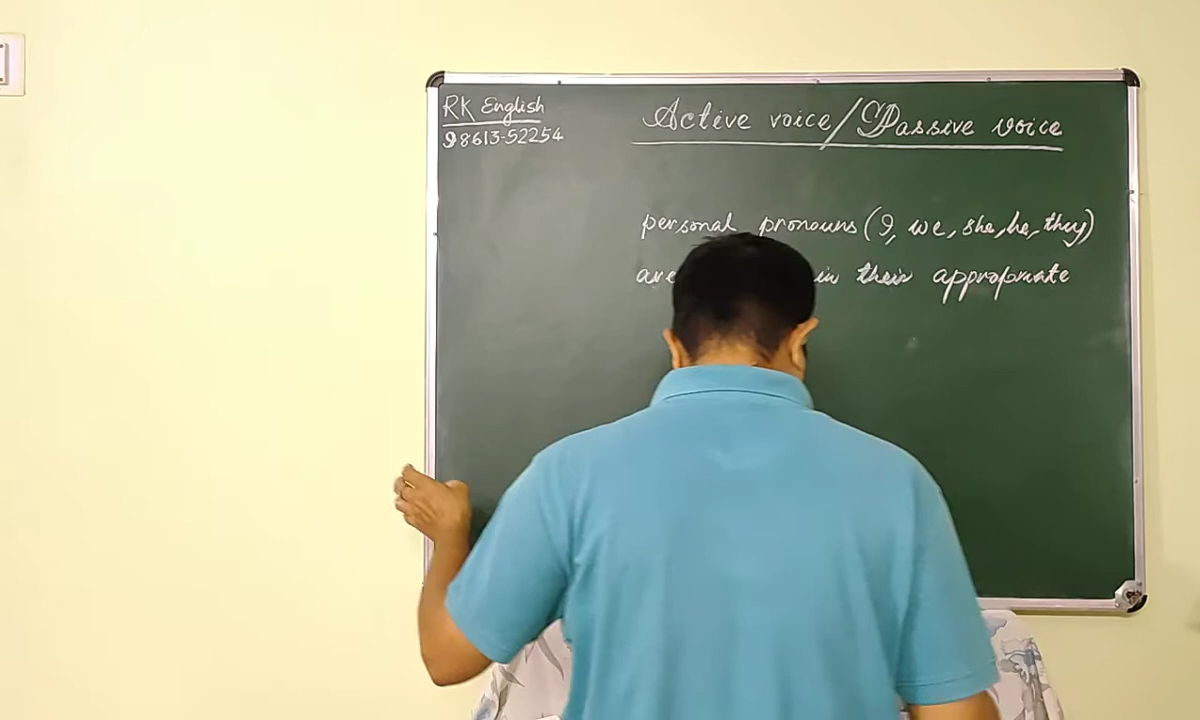 RK English
98613-52254
Active voice/Passive voice
personal pronouns (I, we, she, he, they)
are in their appropriate